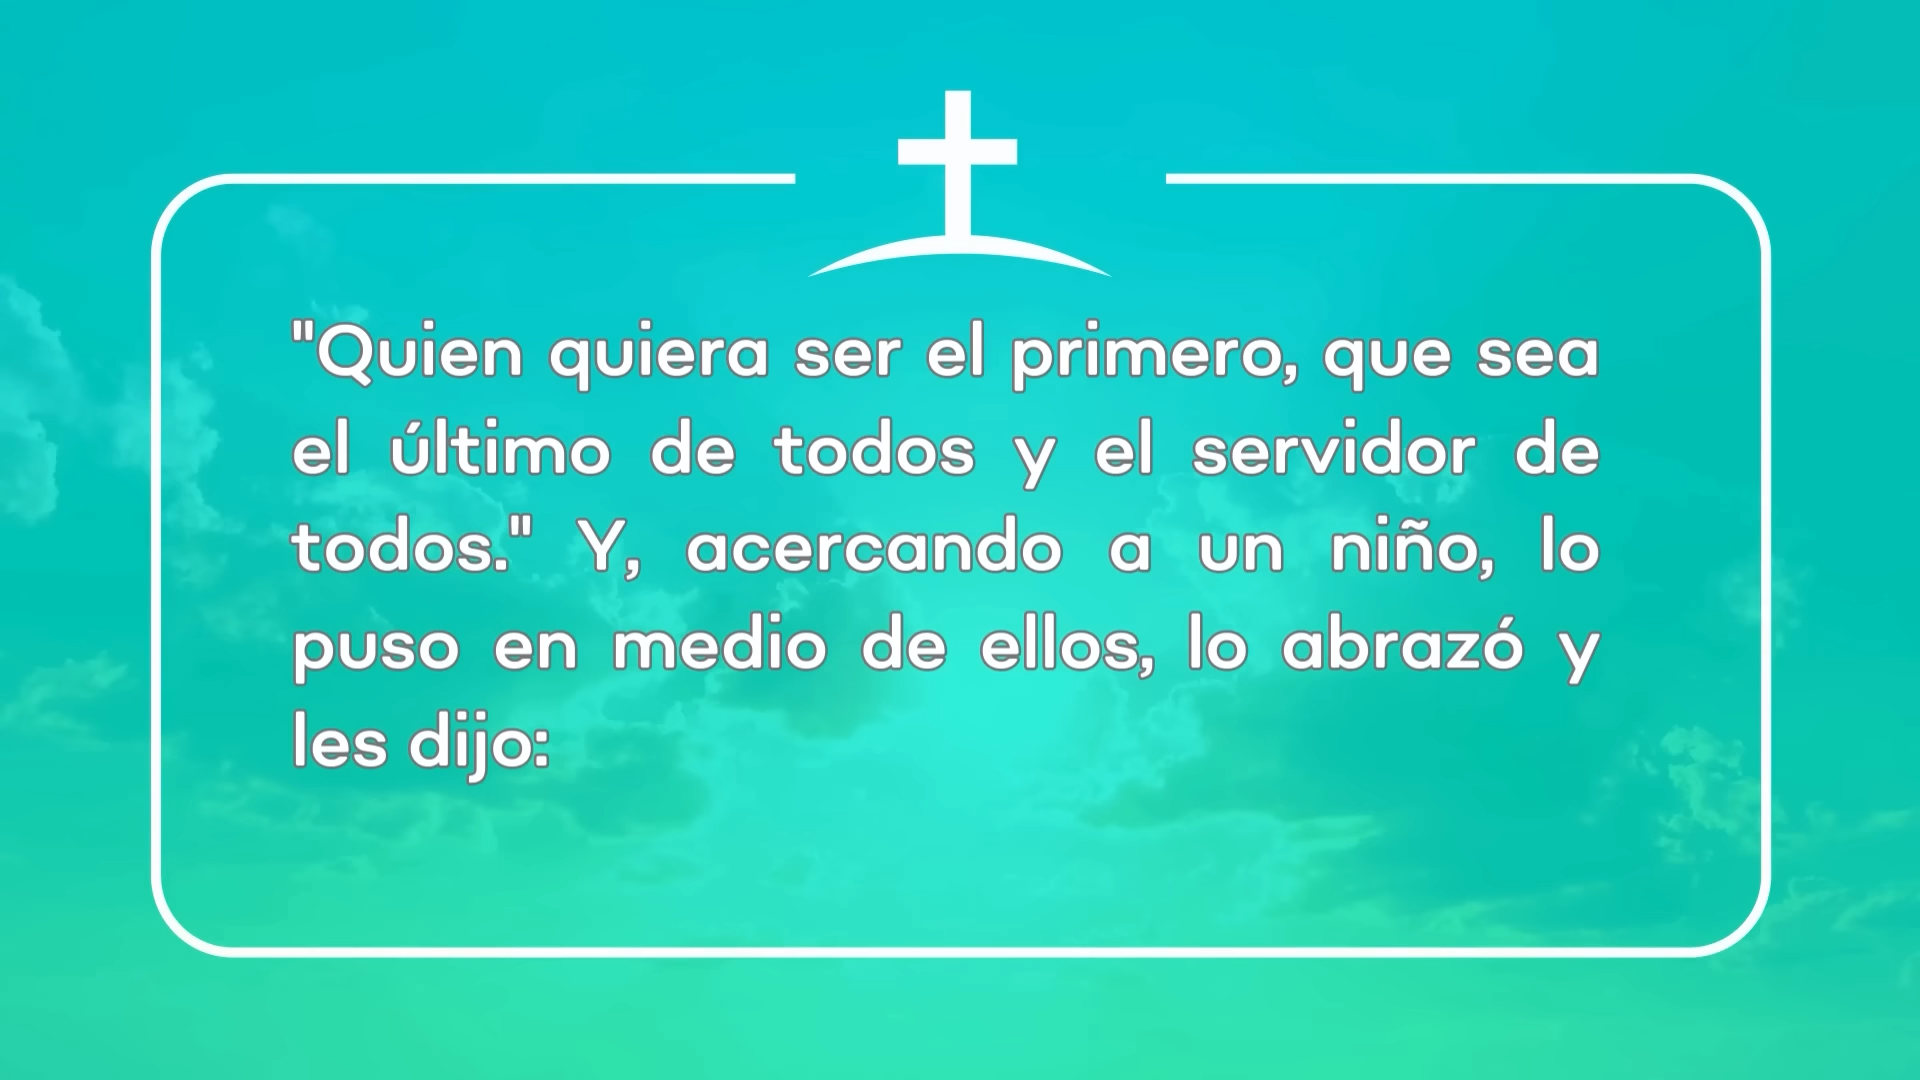 "Quien quiera ser el primero, que sea
el último de todos y el servidor de
todos." Y, acercando a un niño, lo
puso en medio de ellos, lo abrazó y
les dijo: